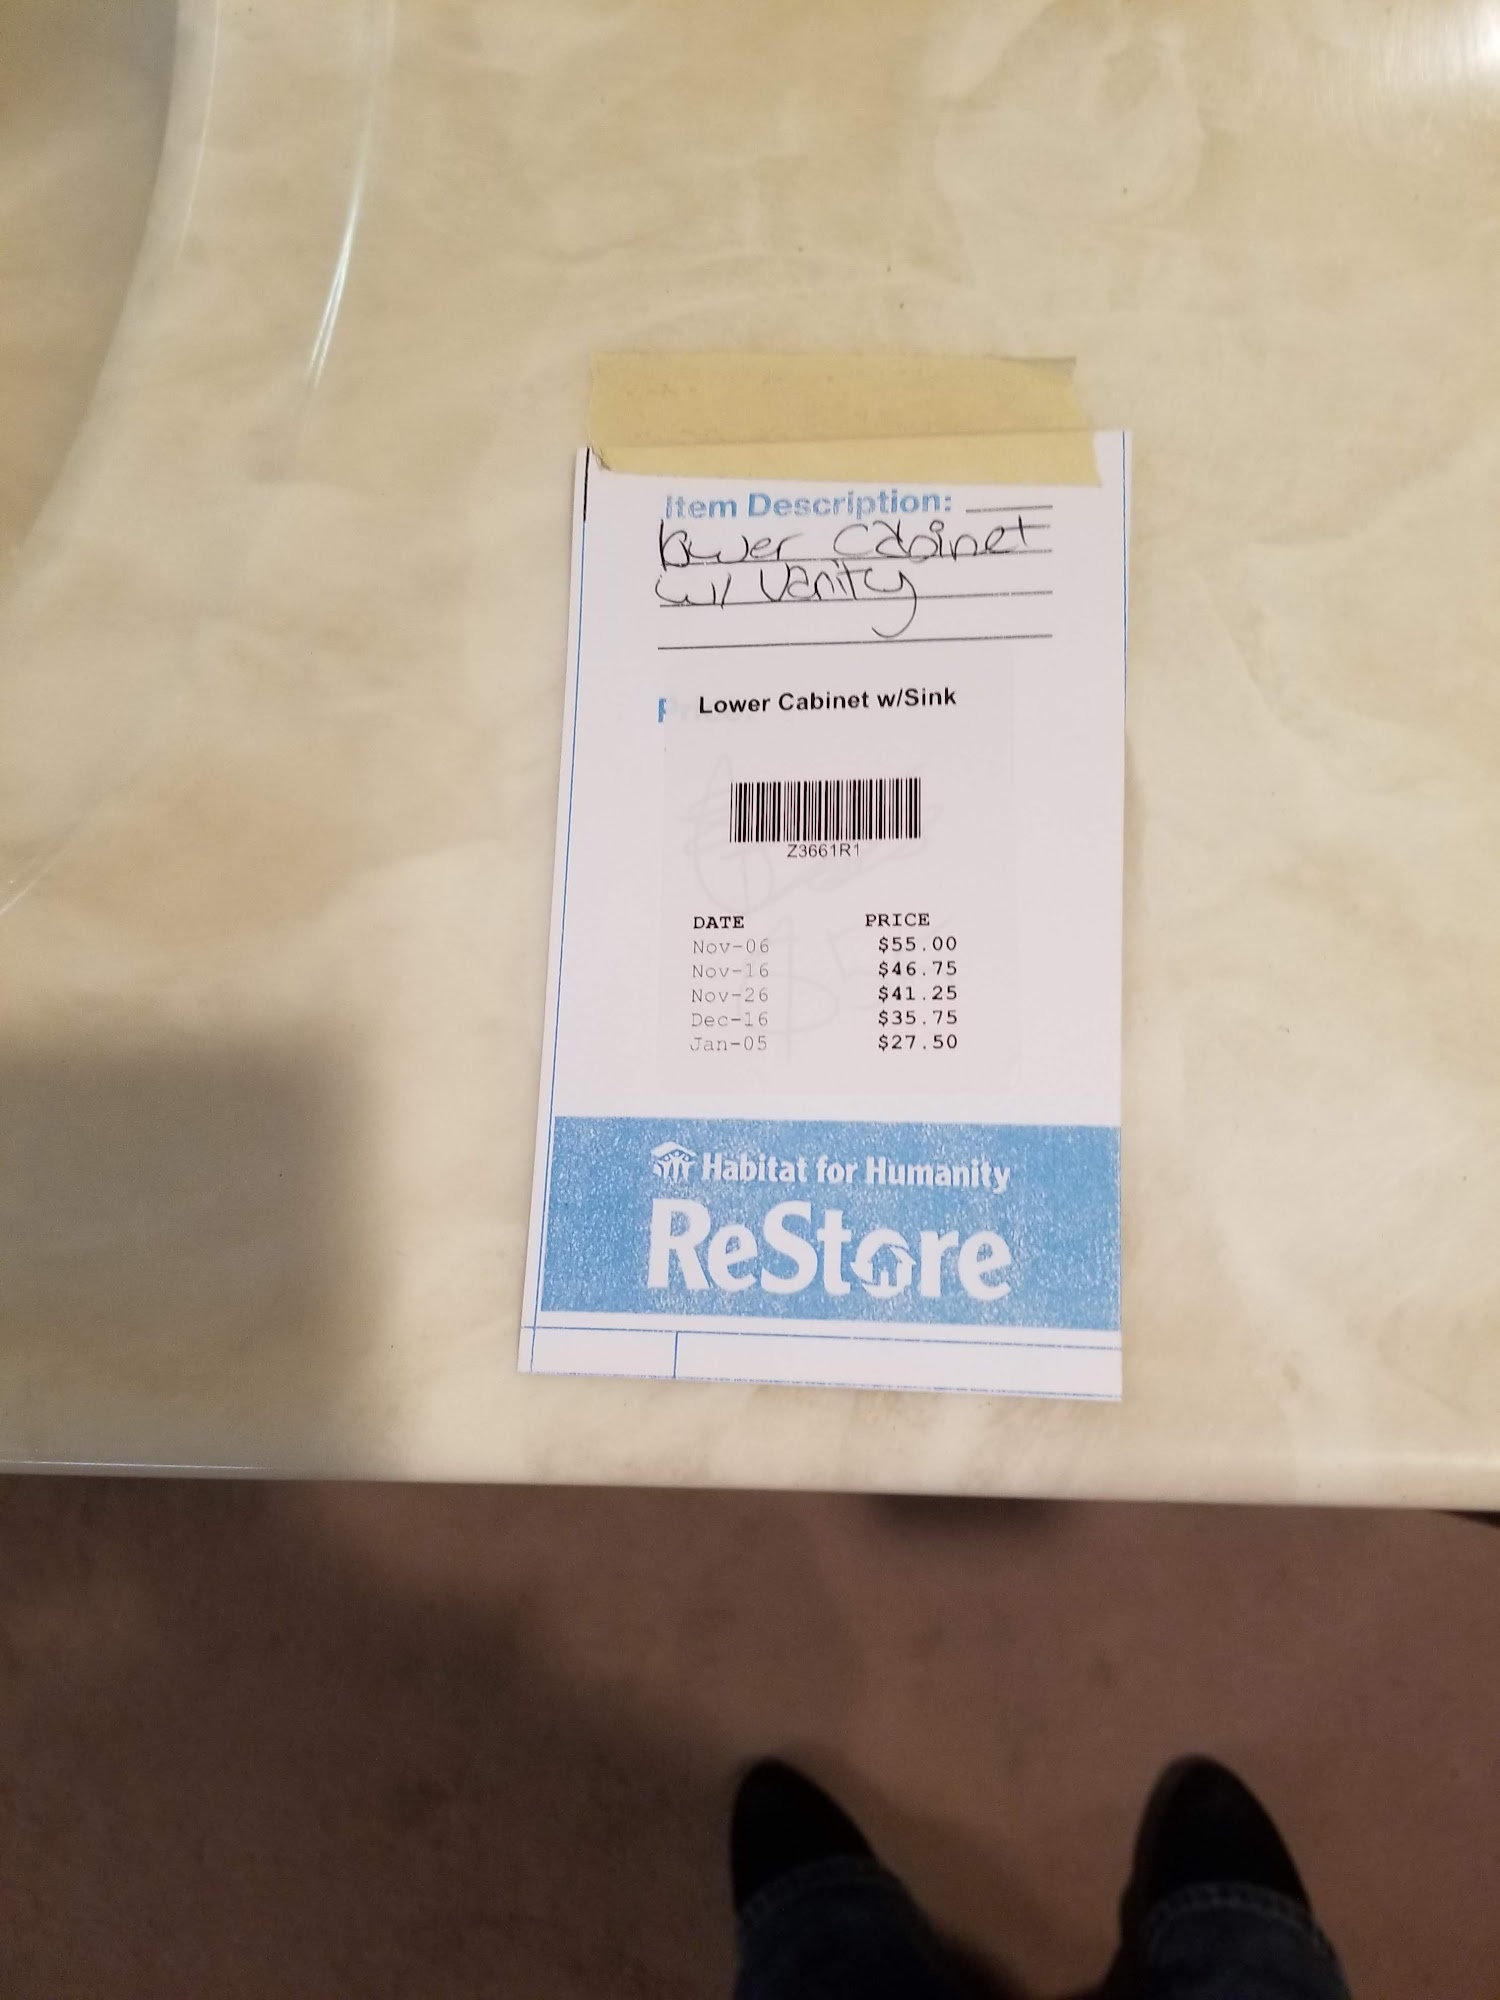 Item Description:
lower cabinet
w/ vanity
Lower Cabinet w/Sink
Z3661R1
DATE PRICE
Nov-06 $55.00
Nov-16 $46.75
Nov-26 $41.25
Dec-16 $35.75
Jan-05 $27.50
Habitat for Humanity
ReStore